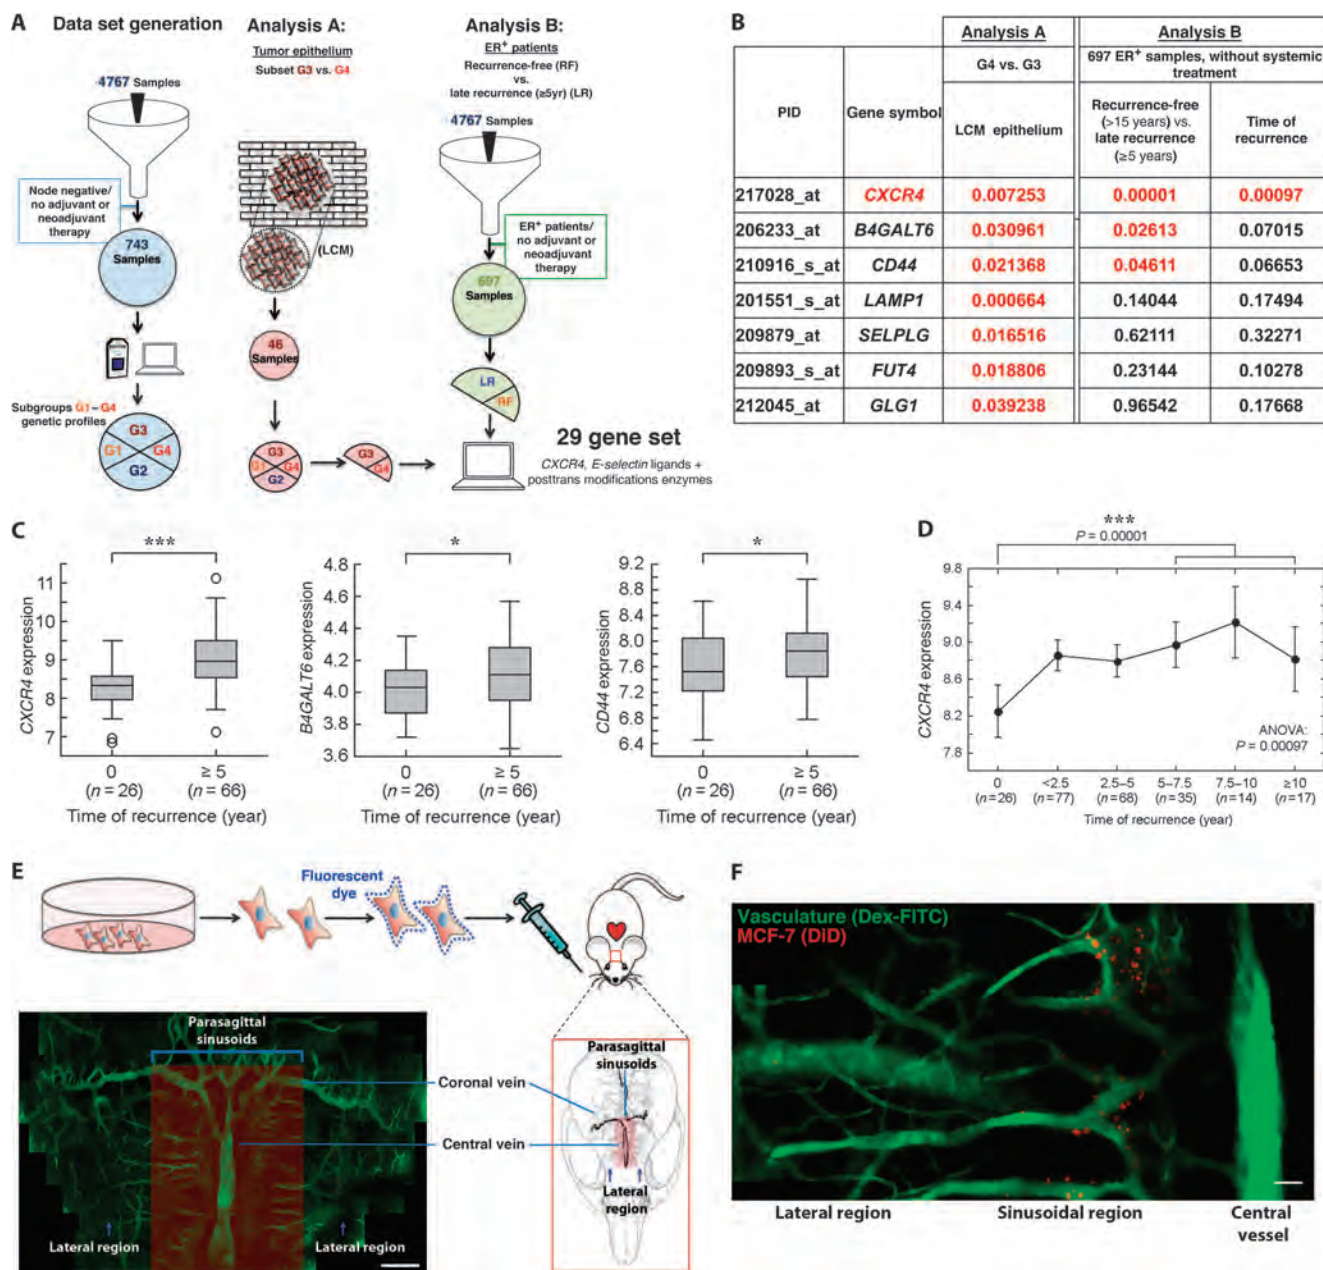 A
Data set generation
4767 Samples
Node negative/
no adjuvant or
neoadjuvant
therapy
743
Samples
Subgroups G1–G4
genetic profiles
G3
G1
G4
G2
Analysis A:
Tumor epithelium
Subset G3 vs. G4
(LCM)
46
Samples
G3
G1
G4
G2
G3
G4
Analysis B:
ER+ patients
Recurrence-free (RF)
vs.
late recurrence (≥5yr) (LR)
4767 Samples
ER+ patients/
no adjuvant or
neoadjuvant
therapy
697
Samples
LR
RF
29 gene set
CXCR4, E-selectin ligands +
posttrans modifications enzymes
B
Analysis A Analysis B
G4 vs. G3 697 ER+ samples, without systemic
treatment
PID Gene symbol LCM epithelium Recurrence-free
(>15 years) vs.
late recurrence
(≥5 years)
Time of
recurrence
217028_at CXCR4 0.007253 0.00001 0.00097
206233_at B4GALT6 0.030961 0.02613 0.07015
210916_s_at CD44 0.021368 0.04611 0.06653
201551_s_at LAMP1 0.000664 0.14044 0.17494
209879_at SELPLG 0.016516 0.62111 0.32271
209893_s_at FUT4 0.018806 0.23144 0.10278
212045_at GLG1 0.039238 0.96542 0.17668
C
***
CXCR4 expression
11
10
9
8
7
0
(n = 26)
≥ 5
(n = 66)
Time of recurrence (year)
*
B4GALT6 expression
4.8
4.6
4.4
4.2
4.0
3.8
3.6
0
(n = 26)
≥ 5
(n = 66)
Time of recurrence (year)
*
CD44 expression
9.2
8.8
8.4
8.0
7.6
7.2
6.8
6.4
0
(n = 26)
≥ 5
(n = 66)
Time of recurrence (year)
D
***
P = 0.00001
CXCR4 expression
9.8
9.4
9.0
8.6
8.2
7.8
ANOVA:
P = 0.00097
0 <2.5 2.5–5 5–7.5 7.5–10 ≥10
(n=26) (n=77) (n=68) (n=35) (n=14) (n=17)
Time of recurrence (year)
E
Fluorescent
dye
Parasagittal
sinusoids
Lateral region
Lateral region
Coronal vein
Central vein
Parasagittal
sinusoids
Lateral
region
F
Vasculature (Dex-FITC)
MCF-7 (DiD)
Lateral region
Sinusoidal region
Central
vessel